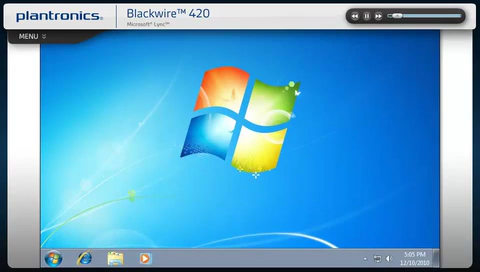 plantronics®
Blackwire™ 420
Microsoft® Lync™
MENU
5:05 PM
12/10/2010